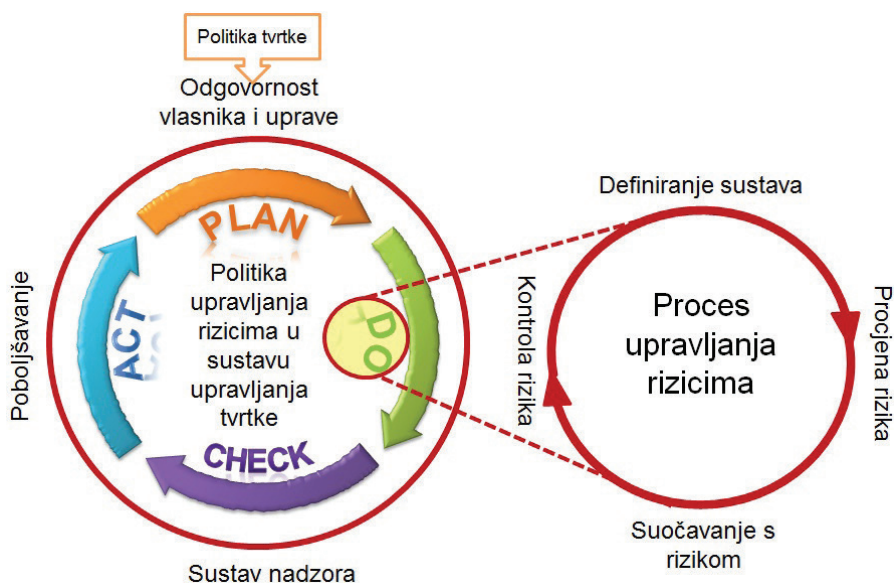 Politika tvrtke
Odgovornost
vlasnika i uprave
PLAN
DO
CHECK
ACT
Politika
upravljanja
rizicima u
sustavu
upravljanja
tvrtke
Poboljšavanje
Sustav nadzora
Definiranje sustava
Procjena rizika
Suočavanje s
rizikom
Kontrola rizika
Proces
upravljanja
rizicima